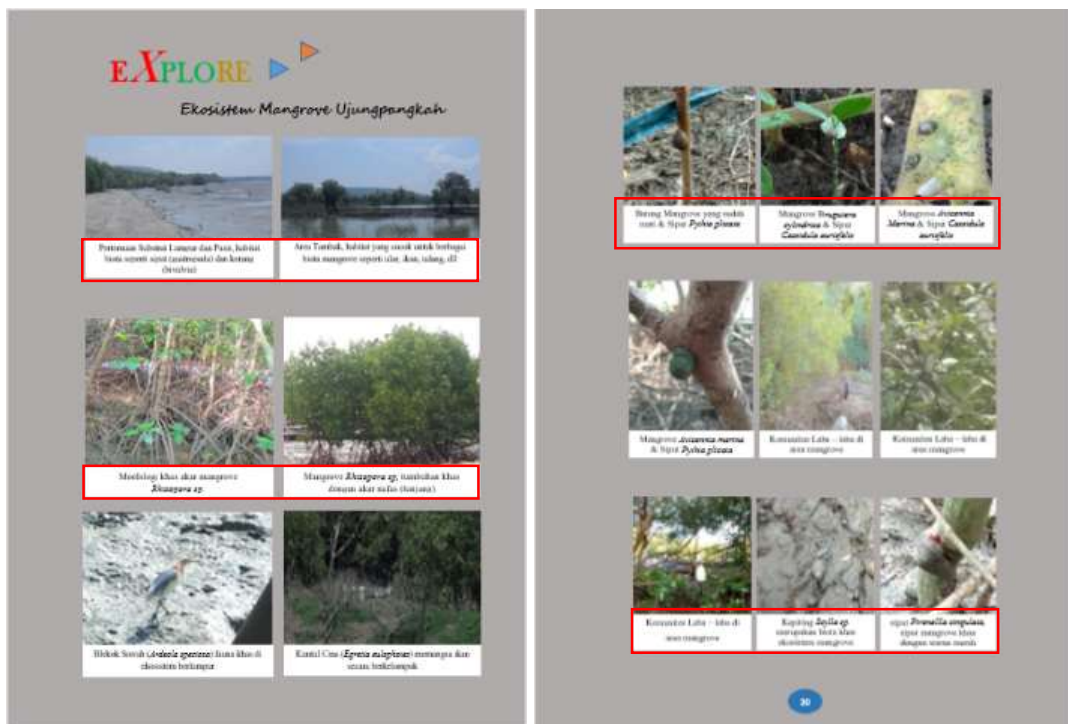 EXPLORE
Ekosistem Mangrove Ujungpangkah
Pertemuan Substrat Lumpur dan Pasir, habitat
biota seperti siput (gastropoda) dan kerang
(bivalvia)
Area Tambak, habitat yang cocok untuk berbagai
biota mangrove seperti ular, ikan, udang, dll
Morfologi khas akar mangrove
Rhizopora sp.
Mangrove Rhizopora sp, tumbuhan khas
dengan akar nafas (tunjang)
Blekok Sawah (Ardeola speciosa) fauna khas di
ekosistem berlumpur
Kuntul Cina (Egretta eulophotes) memangsa ikan
secara berkelompok
Batang Mangrove yang sudah
mati & Siput Pythia plicata
Mangrove Bruguiera
cylindrica & Siput
Cassidula aurisfelis
Mangrove Avicennia
Marina & Siput Cassidula
aurisfelis
Mangrove Avicennia marina
& Siput Pythia plicata
Komunitas Laba – laba di
area mangrove
Komunitas Laba – laba di
area mangrove
Komunitas Laba – laba di
area mangrove
Kepiting Scylla sp.
merupakan biota khas
ekosistem mangrove
siput Pirenella cingulata,
siput mangrove khas
dengan warna merah
30